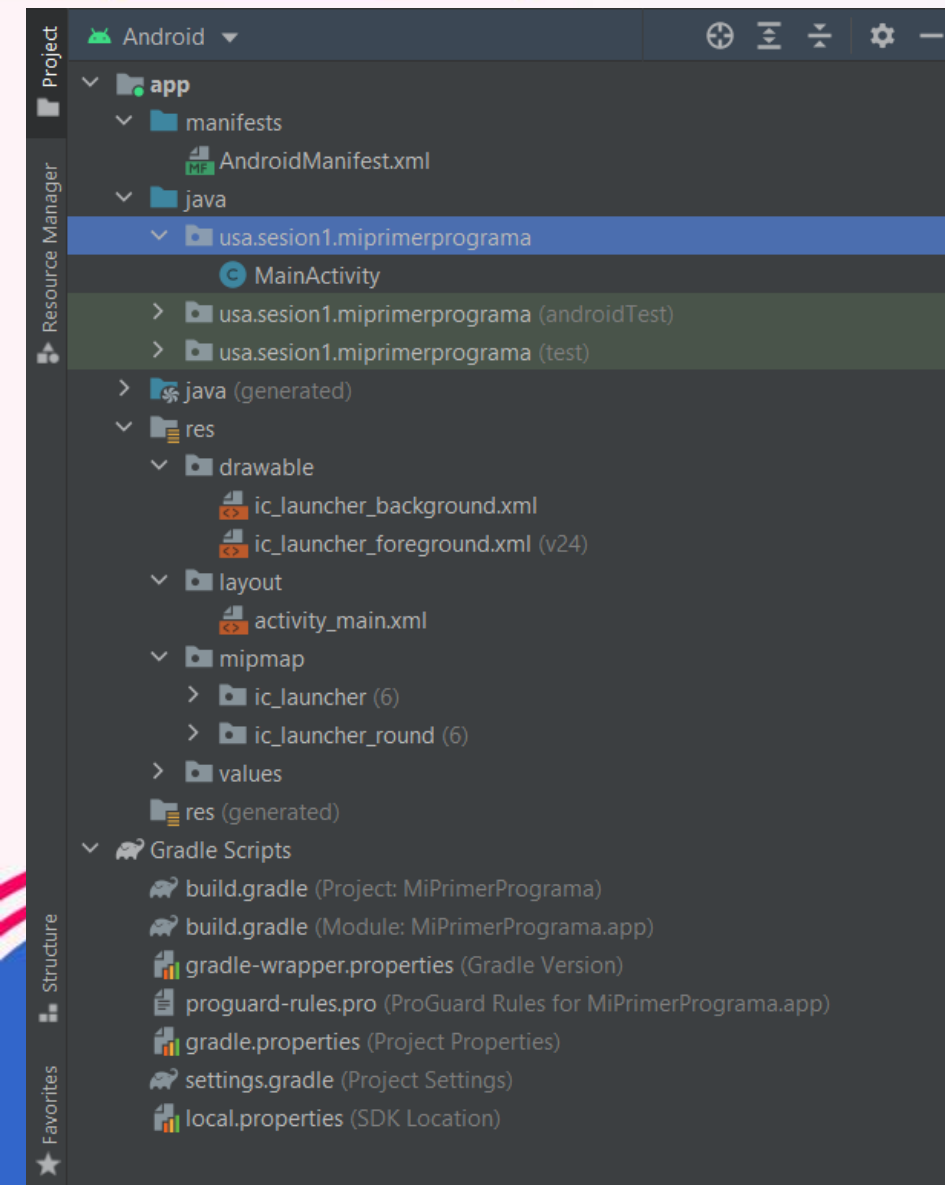 Android
app
manifests
AndroidManifest.xml
java
usa.sesion1.miprimerprograma
MainActivity
usa.sesion1.miprimerprograma (androidTest)
usa.sesion1.miprimerprograma (test)
java (generated)
res
drawable
ic_launcher_background.xml
ic_launcher_foreground.xml (v24)
layout
activity_main.xml
mipmap
ic_launcher (6)
ic_launcher_round (6)
values
res (generated)
Gradle Scripts
build.gradle (Project: MiPrimerPrograma)
build.gradle (Module: MiPrimerPrograma.app)
gradle-wrapper.properties (Gradle Version)
proguard-rules.pro (ProGuard Rules for MiPrimerPrograma.app)
gradle.properties (Project Properties)
settings.gradle (Project Settings)
local.properties (SDK Location)
Project
Resource Manager
Structure
Favorites
MF
C